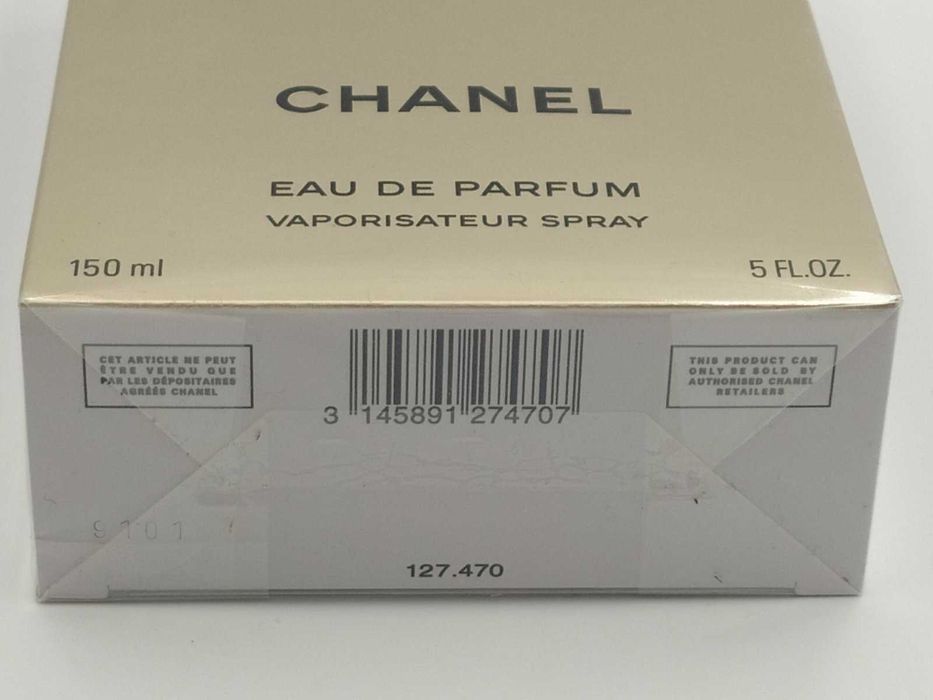 CHANEL
EAU DE PARFUM
VAPORISATEUR SPRAY
150 ml
5 FL.OZ.
CET ARTICLE NE PEUT
ÊTRE VENDU QUE
PAR LES DÉPOSITAIRES
AGRÉÉS CHANEL
THIS PRODUCT CAN
ONLY BE SOLD BY
AUTHORISED CHANEL
RETAILERS
3 145891 274707
9101
127.470